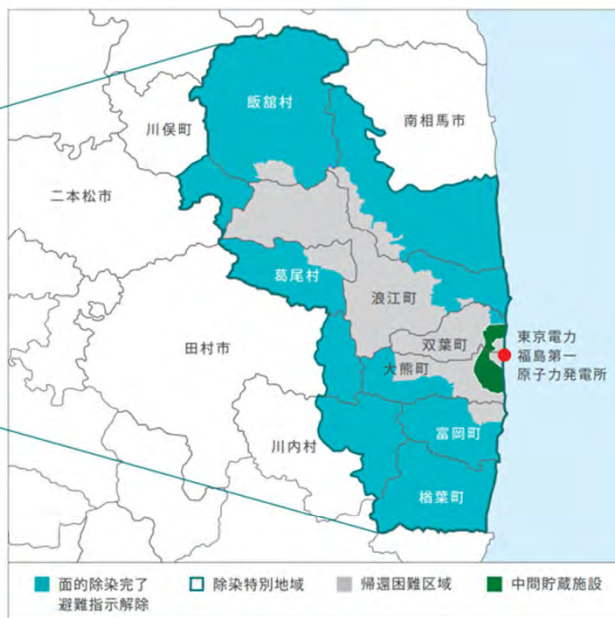 飯舘村
川俣町
南相馬市
二本松市
葛尾村
浪江町
双葉町
東京電力
福島第一
原子力発電所
大熊町
田村市
富岡町
川内村
楢葉町
面的除染完了
避難指示解除
除染特別地域
帰還困難区域
中間貯蔵施設